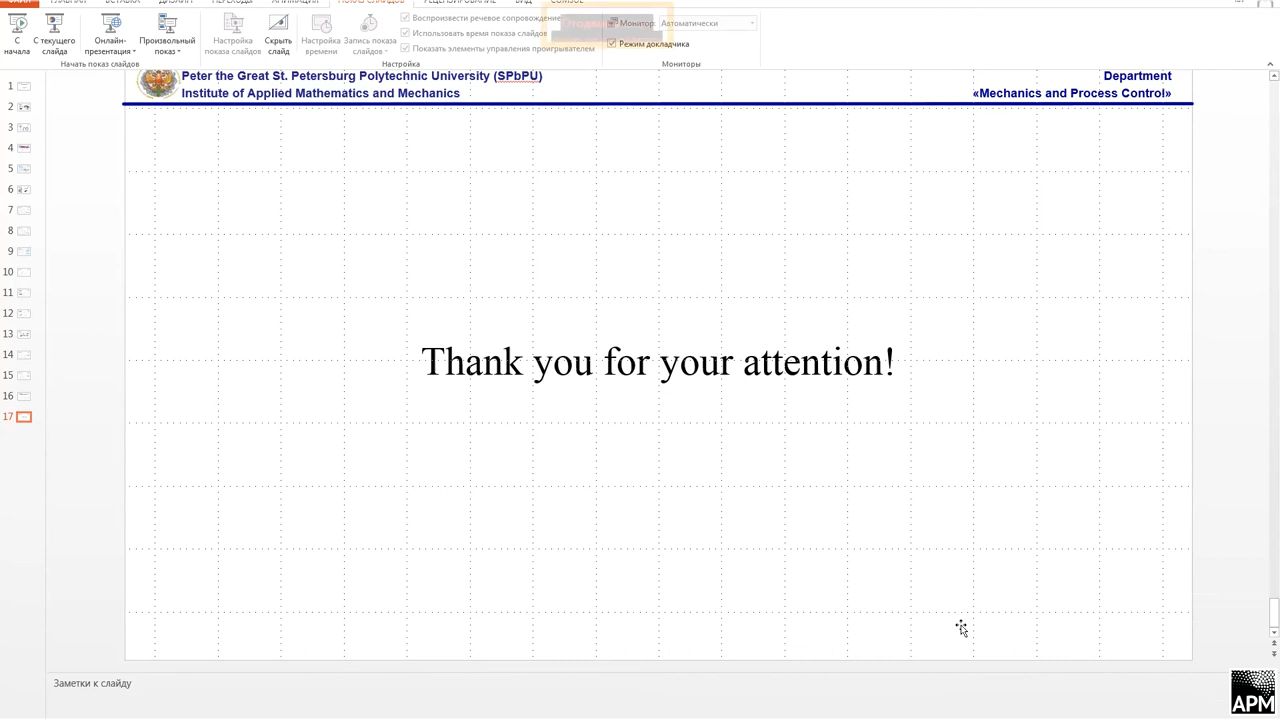 ПОКАЗ СЛАЙДОВ
РЕЦЕНЗИРОВАНИЕ
ВИД
С начала
С текущего слайда
Онлайн-презентация
Произвольный показ
Настройка показа слайдов
Скрыть слайд
Настройка времени
Запись показа слайдов
Воспроизвести речевое сопровождение
Использовать время показа слайдов
Показать элементы управления проигрывателем
Монитор: Автоматически
Режим докладчика
Начать показ слайдов
Настройка
Мониторы
Peter the Great St. Petersburg Polytechnic University (SPbPU)
Institute of Applied Mathematics and Mechanics
Department
«Mechanics and Process Control»
1
2
3
4
5
6
7
8
9
10
11
12
13
14
15
16
17
Thank you for your attention!
Заметки к слайду
APM